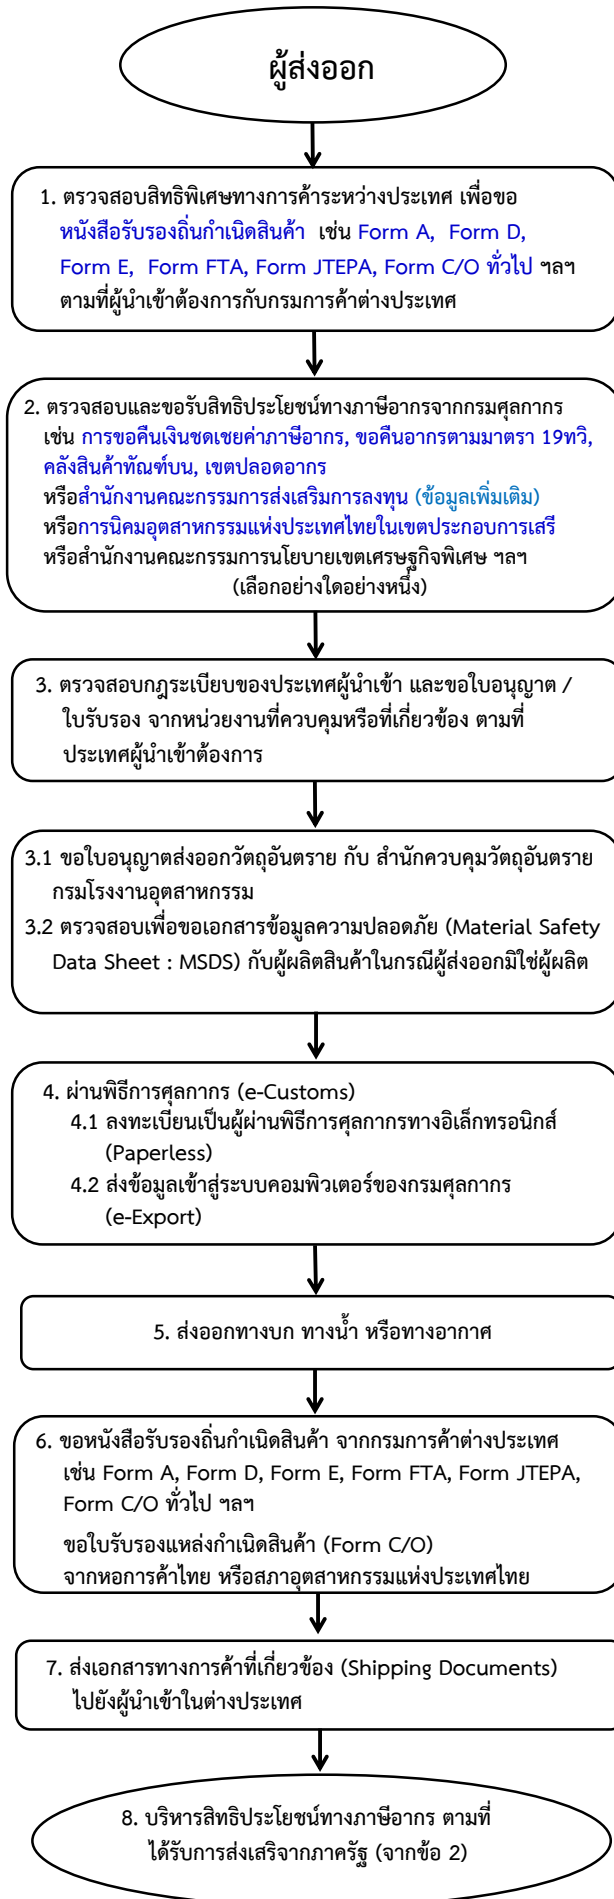 ผู้ส่งออก
1. ตรวจสอบสิทธิพิเศษทางการค้าระหว่างประเทศ เพื่อขอ
หนังสือรับรองถิ่นกำเนิดสินค้า เช่น Form A, Form D,
Form E, Form FTA, Form JTEPA, Form C/O ทั่วไป ฯลฯ
ตามที่ผู้นำเข้าต้องการกับกรมการค้าต่างประเทศ
2. ตรวจสอบและขอรับสิทธิประโยชน์ทางภาษีอากรจากกรมศุลกากร
เช่น การขอคืนเงินชดเชยค่าภาษีอากร, ขอคืนอากรตามมาตรา 19ทวิ,
คลังสินค้าทัณฑ์บน, เขตปลอดอากร
หรือสำนักงานคณะกรรมการส่งเสริมการลงทุน (ข้อมูลเพิ่มเติม)
หรือการนิคมอุตสาหกรรมแห่งประเทศไทยในเขตประกอบการเสรี
หรือสำนักงานคณะกรรมการนโยบายเขตเศรษฐกิจพิเศษ ฯลฯ
(เลือกอย่างใดอย่างหนึ่ง)
3. ตรวจสอบกฎระเบียบของประเทศผู้นำเข้า และขอใบอนุญาต /
ใบรับรอง จากหน่วยงานที่ควบคุมหรือที่เกี่ยวข้อง ตามที่
ประเทศผู้นำเข้าต้องการ
3.1 ขอใบอนุญาตส่งออกวัตถุอันตราย กับ สำนักควบคุมวัตถุอันตราย
กรมโรงงานอุตสาหกรรม
3.2 ตรวจสอบเพื่อขอเอกสารข้อมูลความปลอดภัย (Material Safety
Data Sheet : MSDS) กับผู้ผลิตสินค้าในกรณีผู้ส่งออกมิใช่ผู้ผลิต
4. ผ่านพิธีการศุลกากร (e-Customs)
4.1 ลงทะเบียนเป็นผู้ผ่านพิธีการศุลกากรทางอิเล็กทรอนิกส์
(Paperless)
4.2 ส่งข้อมูลเข้าสู่ระบบคอมพิวเตอร์ของกรมศุลกากร
(e-Export)
5. ส่งออกทางบก ทางน้ำ หรือทางอากาศ
6. ขอหนังสือรับรองถิ่นกำเนิดสินค้า จากกรมการค้าต่างประเทศ
เช่น Form A, Form D, Form E, Form FTA, Form JTEPA,
Form C/O ทั่วไป ฯลฯ
ขอใบรับรองแหล่งกำเนิดสินค้า (Form C/O)
จากหอการค้าไทย หรือสภาอุตสาหกรรมแห่งประเทศไทย
7. ส่งเอกสารทางการค้าที่เกี่ยวข้อง (Shipping Documents)
ไปยังผู้นำเข้าในต่างประเทศ
8. บริหารสิทธิประโยชน์ทางภาษีอากร ตามที่
ได้รับการส่งเสริจากภาครัฐ (จากข้อ 2)